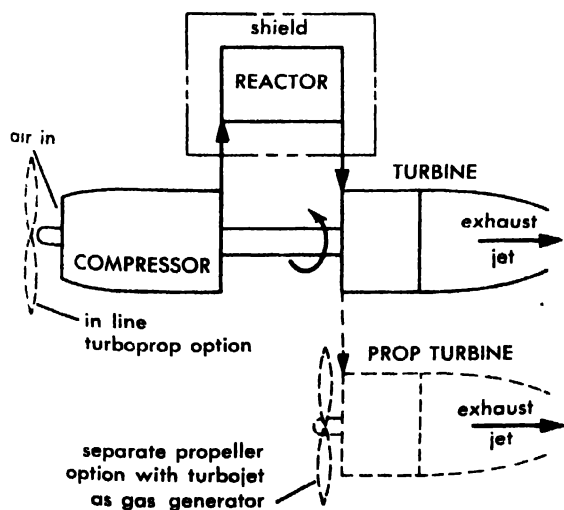 shield
REACTOR
air in
TURBINE
COMPRESSOR
exhaust
jet
in line
turboprop option
PROP TURBINE
exhaust
jet
separate propeller
option with turbojet
as gas generator